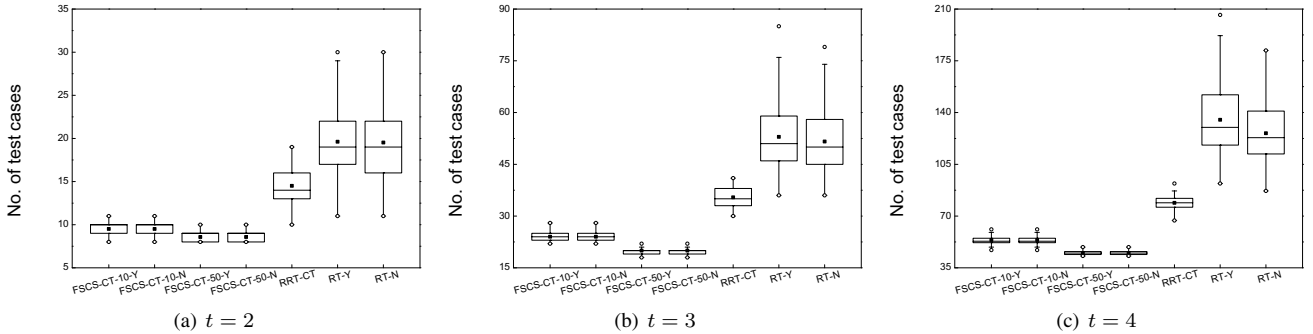 No. of test cases
35
30
25
20
15
10
5
FSCS-CT-10-Y
FSCS-CT-10-N
FSCS-CT-50-Y
FSCS-CT-50-N
RRT-CT
RT-Y
RT-N
(a) t = 2
No. of test cases
90
75
60
45
30
15
FSCS-CT-10-Y
FSCS-CT-10-N
FSCS-CT-50-Y
FSCS-CT-50-N
RRT-CT
RT-Y
RT-N
(b) t = 3
No. of test cases
210
175
140
105
70
35
FSCS-CT-10-Y
FSCS-CT-10-N
FSCS-CT-50-Y
FSCS-CT-50-N
RRT-CT
RT-Y
RT-N
(c) t = 4